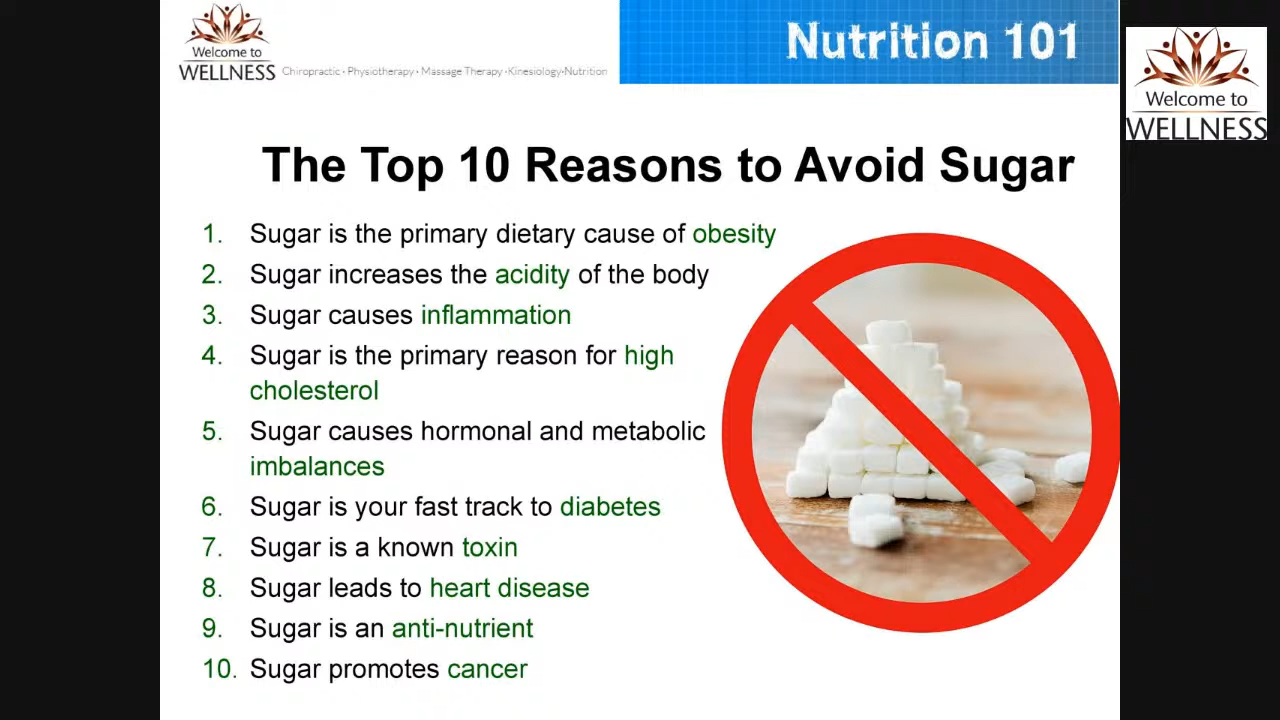 Welcome to
WELLNESS
Chiropractic · Physiotherapy · Massage Therapy ·Kinesiology·Nutrition
Nutrition 101
Welcome to
WELLNESS
The Top 10 Reasons to Avoid Sugar
1. Sugar is the primary dietary cause of obesity
2. Sugar increases the acidity of the body
3. Sugar causes inflammation
4. Sugar is the primary reason for high
cholesterol
5. Sugar causes hormonal and metabolic
imbalances
6. Sugar is your fast track to diabetes
7. Sugar is a known toxin
8. Sugar leads to heart disease
9. Sugar is an anti-nutrient
10. Sugar promotes cancer